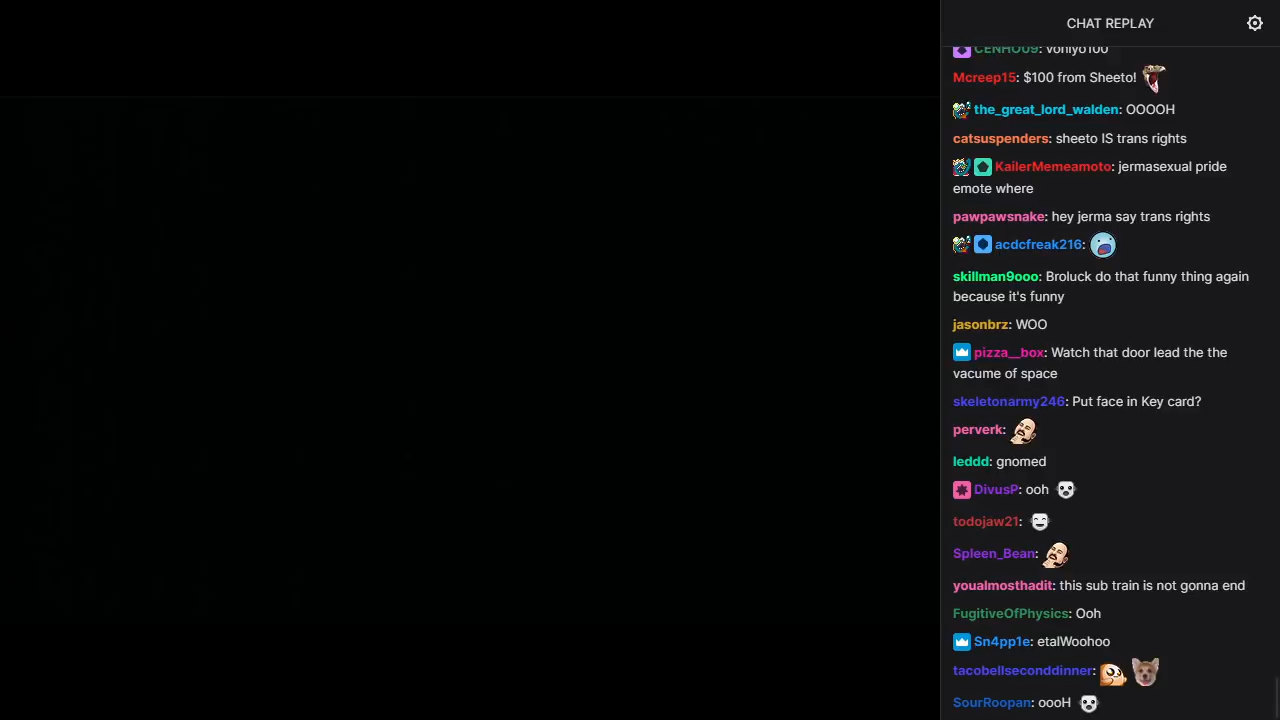 CHAT REPLAY
CENHOU9: vohiyo100
Mcreep15: $100 from Sheeto!
the_great_lord_walden: OOOOH
catsuspenders: sheeto IS trans rights
KailerMemeamoto: jermasexual pride
emote where
pawpawsnake: hey jerma say trans rights
acdcfreak216:
skillman9ooo: Broluck do that funny thing again
because it's funny
jasonbrz: WOO
pizza__box: Watch that door lead the the
vacume of space
skeletonarmy246: Put face in Key card?
perverk:
leddd: gnomed
DivusP: ooh
todojaw21:
Spleen_Bean:
youalmosthadit: this sub train is not gonna end
FugitiveOfPhysics: Ooh
Sn4pp1e: etalWoohoo
tacobellseconddinner:
SourRoopan: oooH